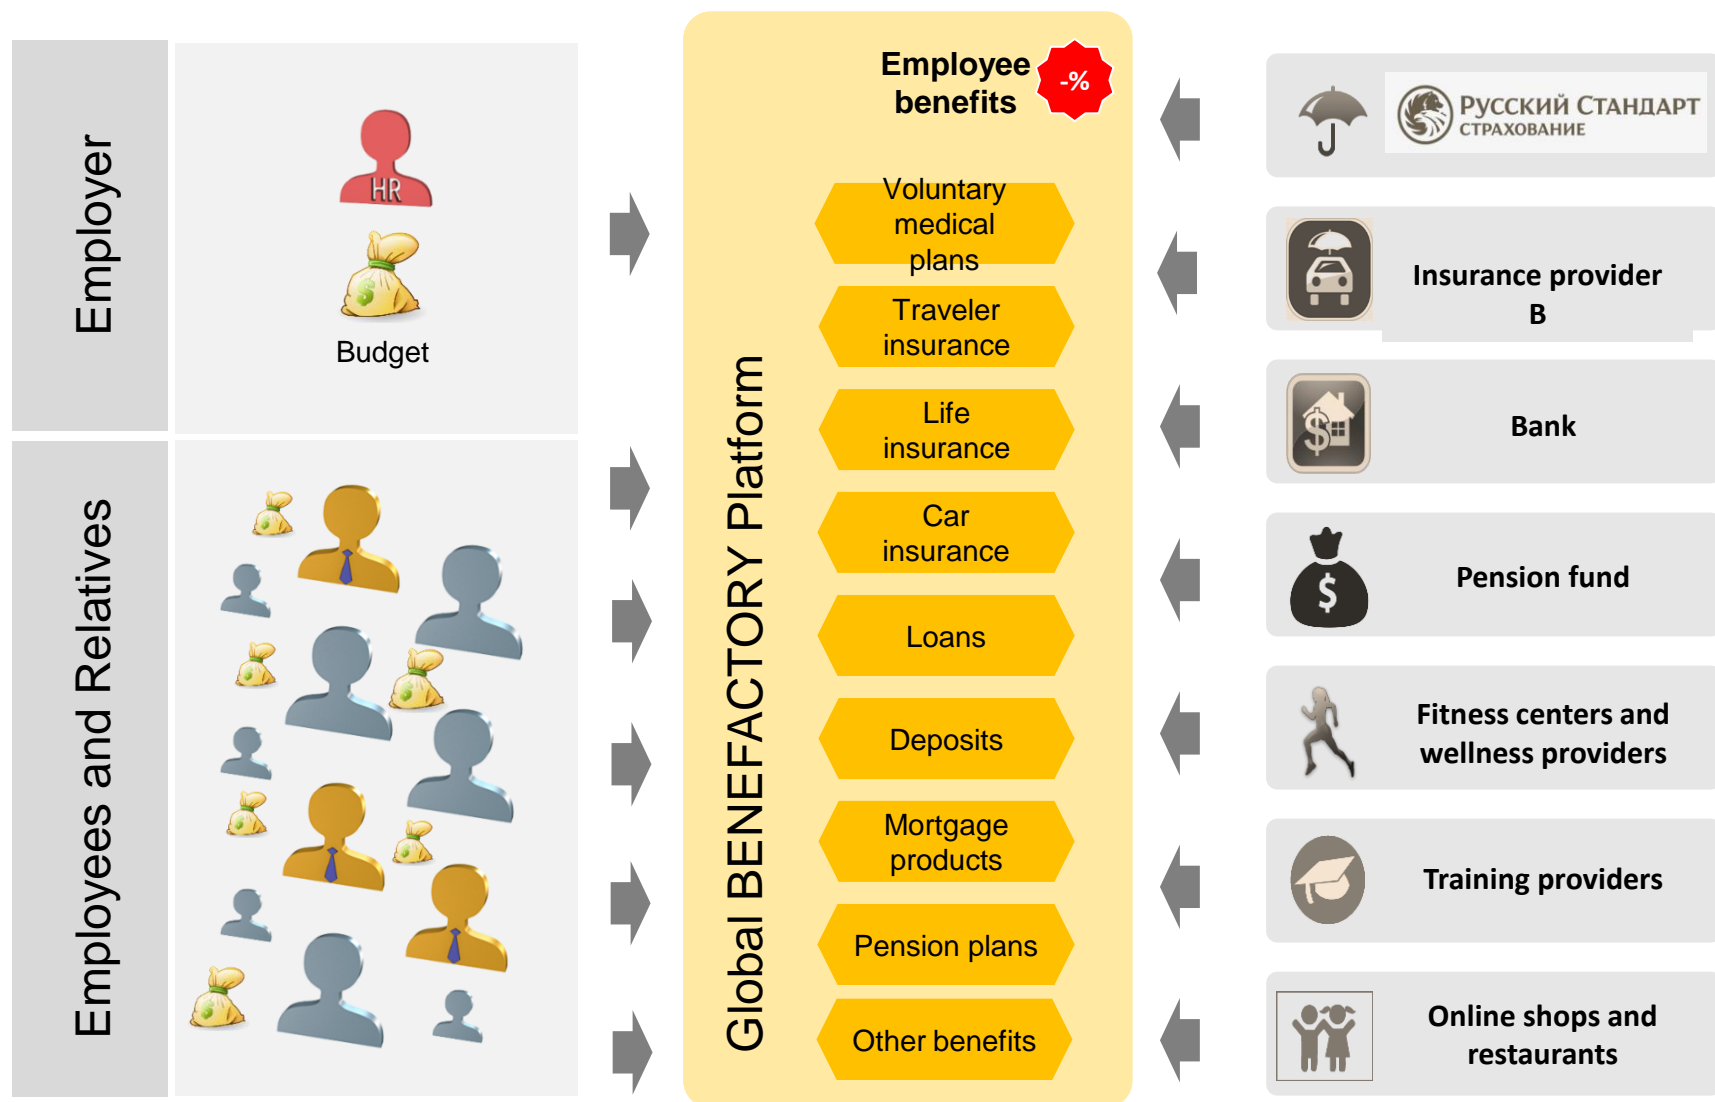 Employer
HR
$
Budget
Employees and Relatives
$
$
$
$
$
$
Global BENEFACTORY Platform
Employee
benefits
-%
Voluntary
medical
plans
Traveler
insurance
Life
insurance
Car
insurance
Loans
Deposits
Mortgage
products
Pension plans
Other benefits
Русский Стандарт
СТРАХОВАНИЕ
Insurance provider
B
$
Bank
$
Pension fund
Fitness centers and
wellness providers
Training providers
Online shops and
restaurants